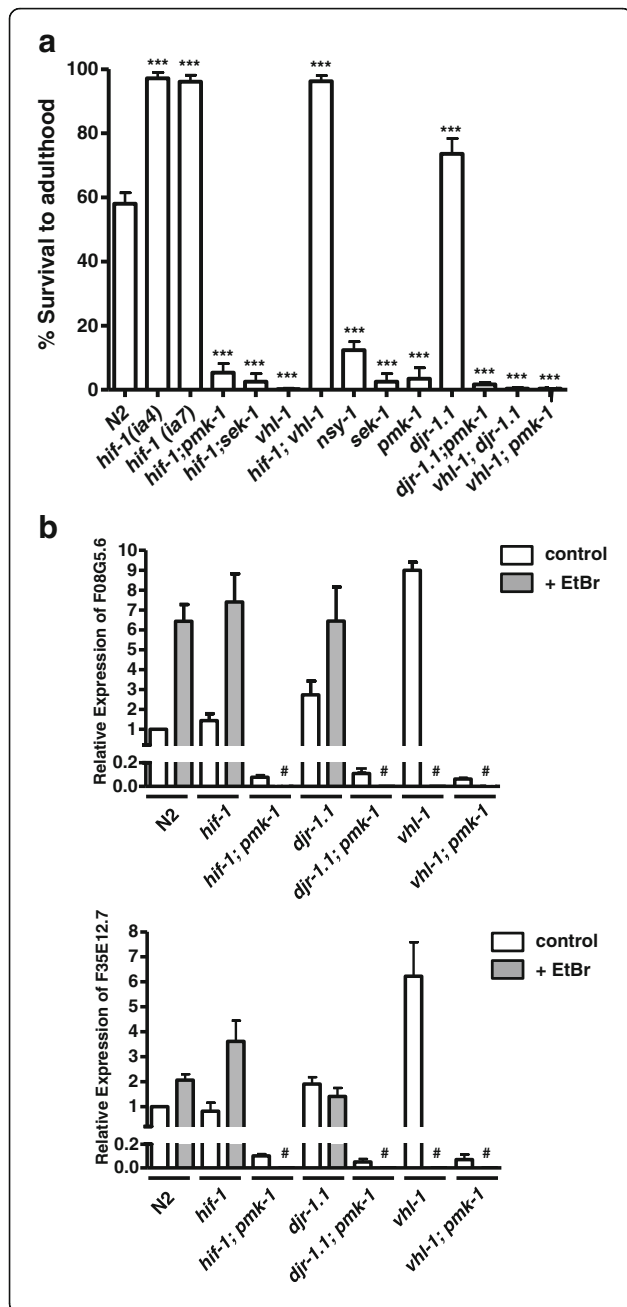 a
% Survival to adulthood
100
80
60
40
20
0
***
***
***
***
***
***
***
***
***
***
***
***
***
N2
hif-1(ia4)
hif-1 (ia7)
hif-1;pmk-1
hif-1;sek-1
vhl-1
hif-1; vhl-1
nsy-1
sek-1
pmk-1
djr-1.1
djr-1.1;pmk-1
vhl-1; djr-1.1
vhl-1; pmk-1
b
Relative Expression of F08G5.6
10
9
8
7
6
5
4
3
2
1
0.2
0.0
control
+ EtBr
#
#
#
#
N2
hif-1
hif-1; pmk-1
djr-1.1
djr-1.1; pmk-1
vhl-1
vhl-1; pmk-1
Relative Expression of F35E12.7
8
7
6
5
4
3
2
1
0.2
0.0
control
+ EtBr
#
#
#
#
N2
hif-1
hif-1; pmk-1
djr-1.1
djr-1.1; pmk-1
vhl-1
vhl-1; pmk-1